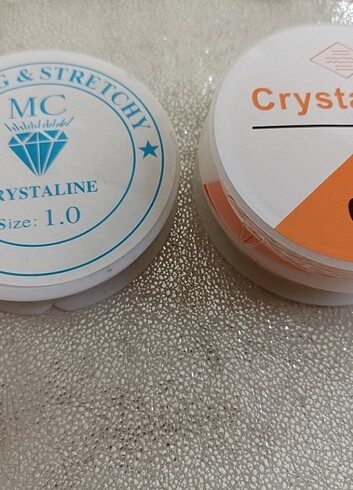 G & STRETCHY
MC
RYSTALINE
Size: 1.0
Crysta